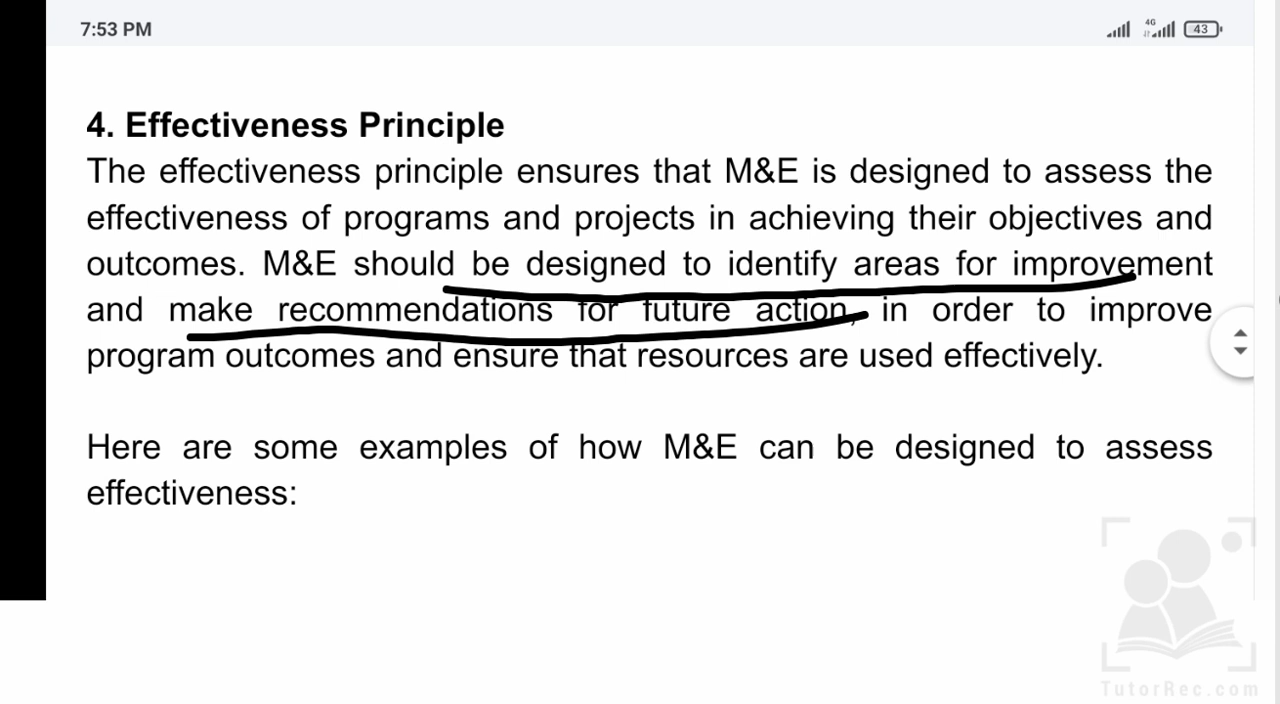 7:53 PM
4G
43
4. Effectiveness Principle
The effectiveness principle ensures that M&E is designed to assess the
effectiveness of programs and projects in achieving their objectives and
outcomes. M&E should be designed to identify areas for improvement
and make recommendations for future action, in order to improve
program outcomes and ensure that resources are used effectively.
Here are some examples of how M&E can be designed to assess
effectiveness:
TutorRec.com